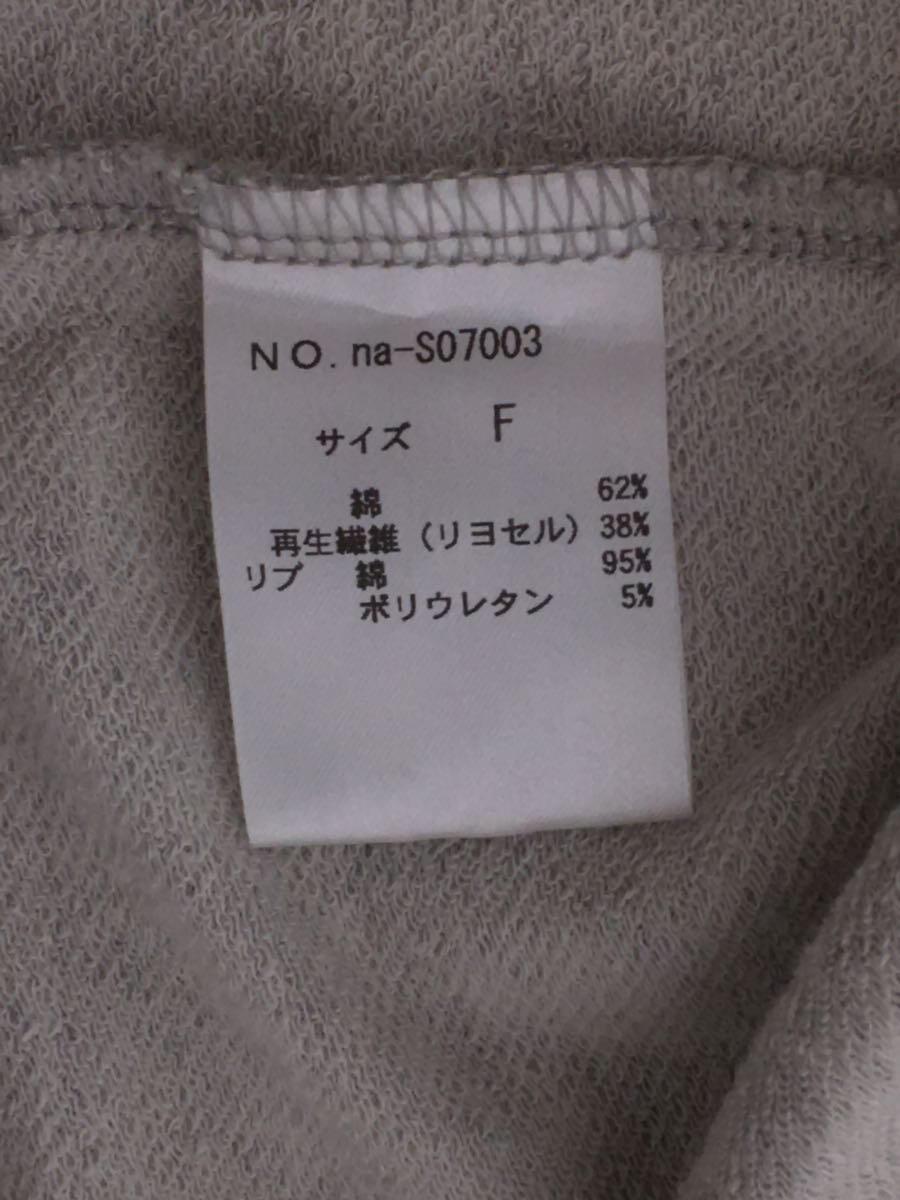 NO. na-S07003
サイズ F
綿 62%
再生繊維(リヨセル) 38%
リブ 綿 95%
ポリウレタン 5%